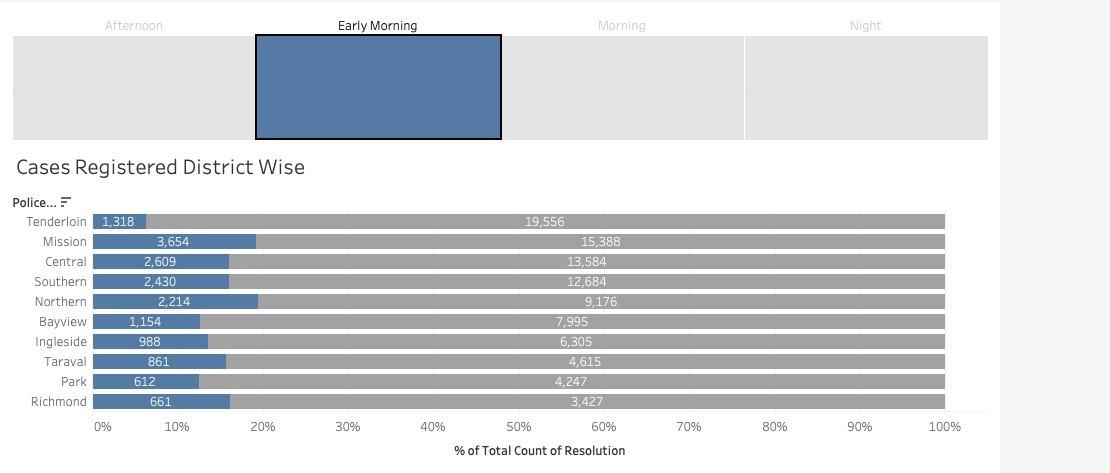 Afternoon Early Morning Morning Night
Cases Registered District Wise
Police...
Tenderloin 1,318 19,556
Mission 3,654 15,388
Central 2,609 13,584
Southern 2,430 12,684
Northern 2,214 9,176
Bayview 1,154 7,995
Ingleside 988 6,305
Taraval 861 4,615
Park 612 4,247
Richmond 661 3,427
0% 10% 20% 30% 40% 50% 60% 70% 80% 90% 100%
% of Total Count of Resolution